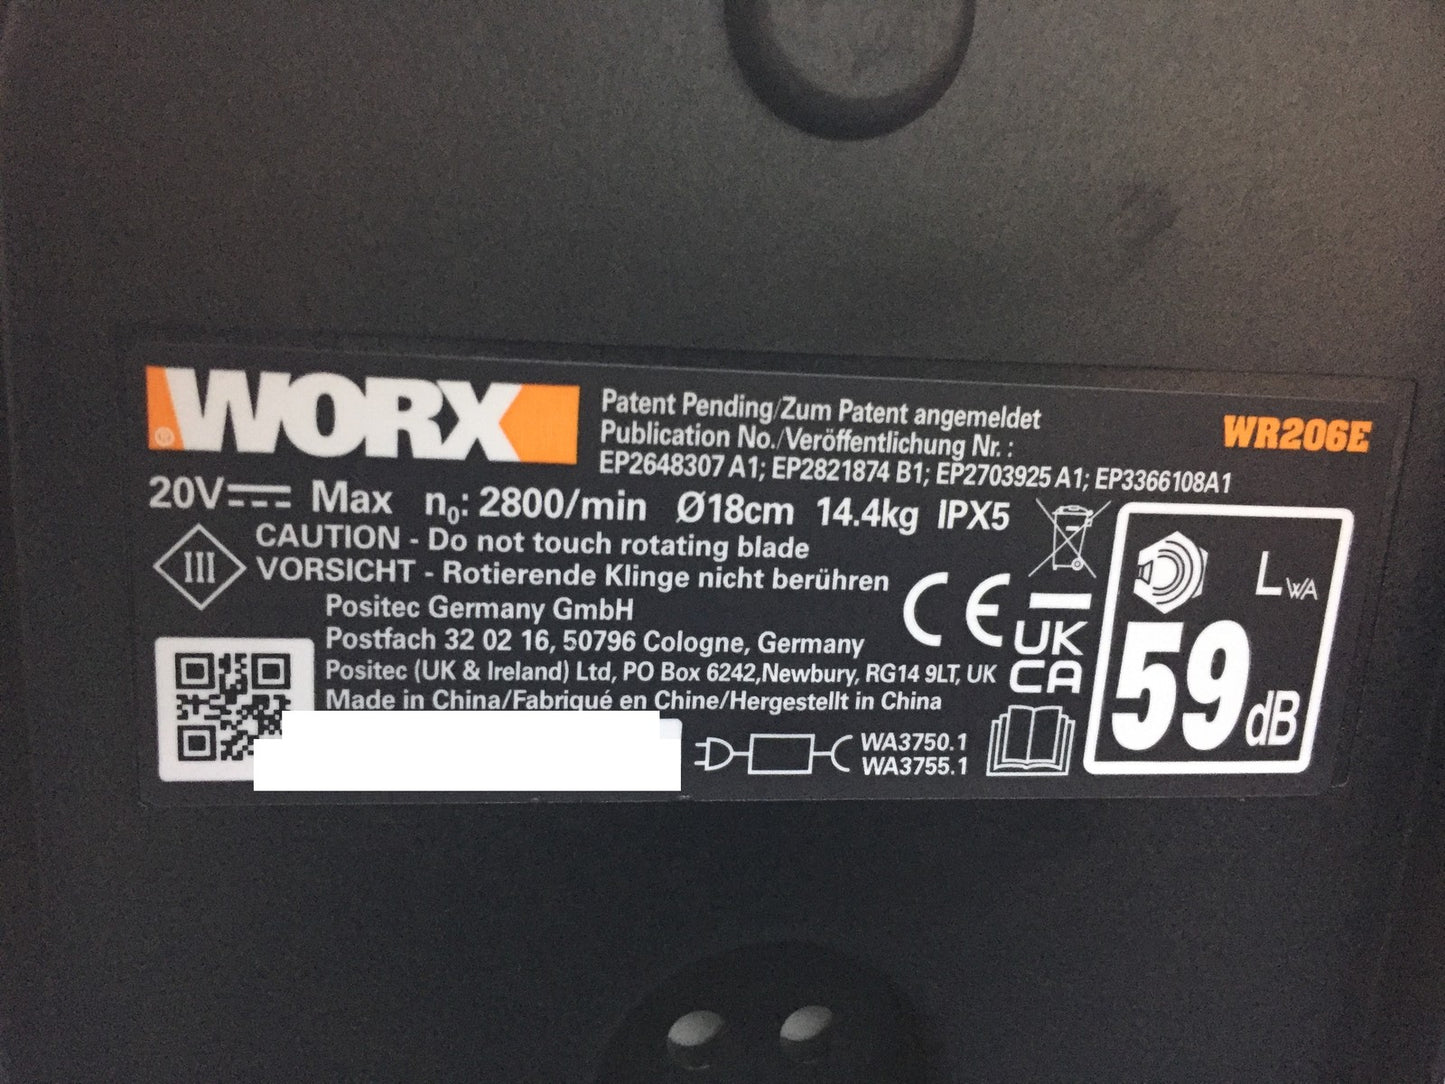 WORX
®
Patent Pending/Zum Patent angemeldet
Publication No./Veröffentlichung Nr. :
EP2648307 A1; EP2821874 B1; EP2703925 A1; EP3366108A1
WR206E
20V Max n0: 2800/min Ø18cm 14.4kg IPX5
CAUTION - Do not touch rotating blade
VORSICHT - Rotierende Klinge nicht berühren
III
Positec Germany GmbH
Postfach 32 02 16, 50796 Cologne, Germany
Positec (UK & Ireland) Ltd, PO Box 6242,Newbury, RG14 9LT, UK
Made in China/Fabriqué en Chine/Hergestellt in China
CE
UK
CA
WA3750.1
WA3755.1
LWA
59dB